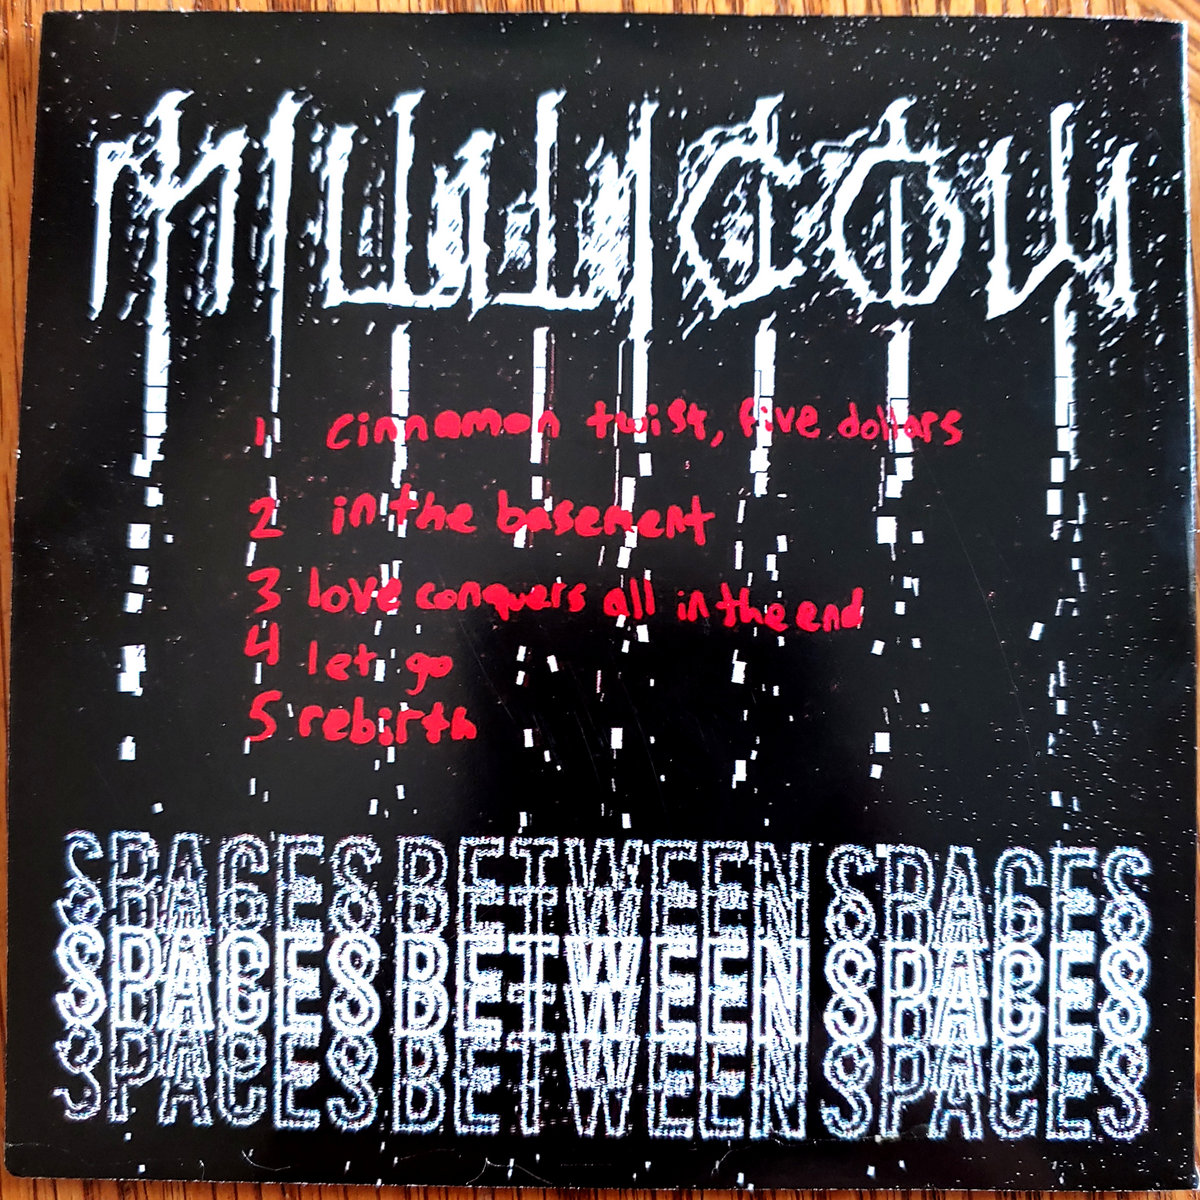 1 cinnamon twist, five dollars
2 in the basement
3 love conquers all in the end
4 let go
5 rebirth
SPACES BETWEEN SPACES
SPACES BETWEEN SPACES
SPACES BETWEEN SPACES